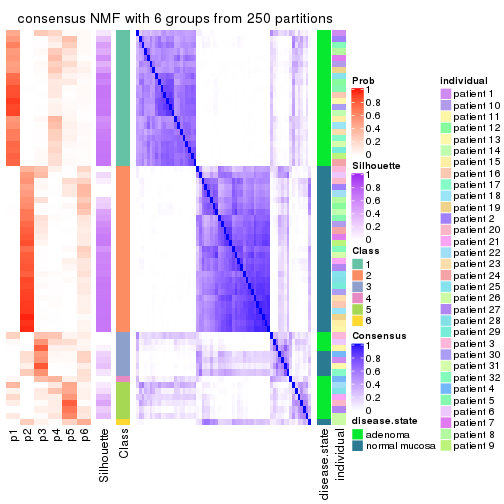 consensus NMF with 6 groups from 250 partitions
Prob
1
0.8
0.6
0.4
0.2
0
Silhouette
1
0.8
0.6
0.4
0.2
0
Class
1
2
3
4
5
6
Consensus
1
0.8
0.6
0.4
0.2
0
disease.state
adenoma
normal mucosa
individual
patient 1
patient 10
patient 11
patient 12
patient 13
patient 14
patient 15
patient 16
patient 17
patient 18
patient 19
patient 2
patient 20
patient 21
patient 22
patient 23
patient 24
patient 25
patient 26
patient 27
patient 28
patient 29
patient 3
patient 30
patient 31
patient 32
patient 4
patient 5
patient 6
patient 7
patient 8
patient 9
p1
p2
p3
p4
p5
p6
Silhouette
Class
disease.state
individual